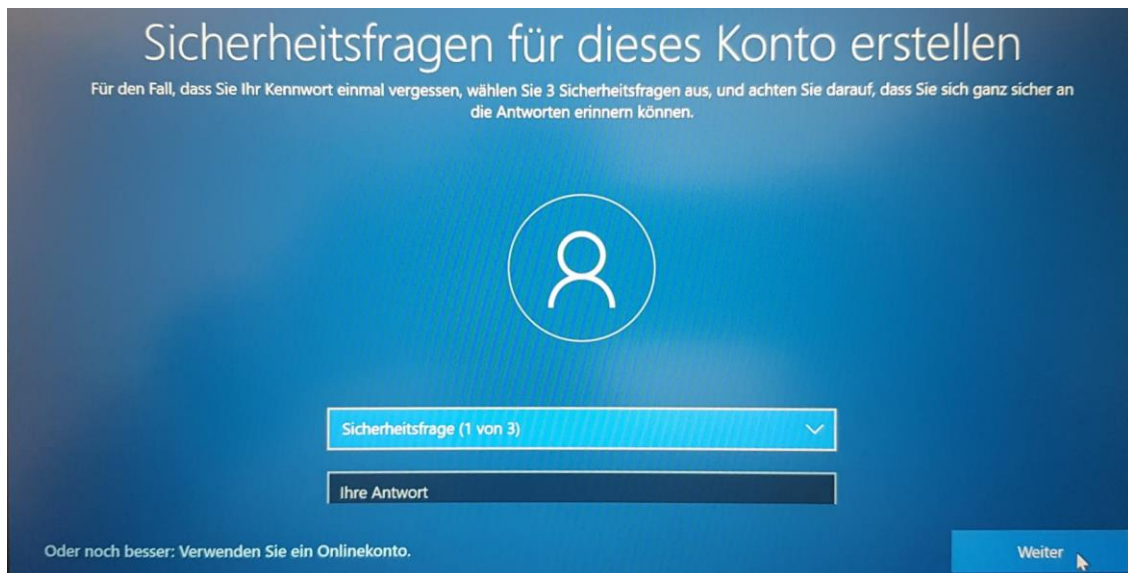 Sicherheitsfragen für dieses Konto erstellen
Für den Fall, dass Sie Ihr Kennwort einmal vergessen, wählen Sie 3 Sicherheitsfragen aus, und achten Sie darauf, dass Sie sich ganz sicher an
die Antworten erinnern können.
Sicherheitsfrage (1 von 3)
Ihre Antwort
Oder noch besser: Verwenden Sie ein Onlinekonto.
Weiter